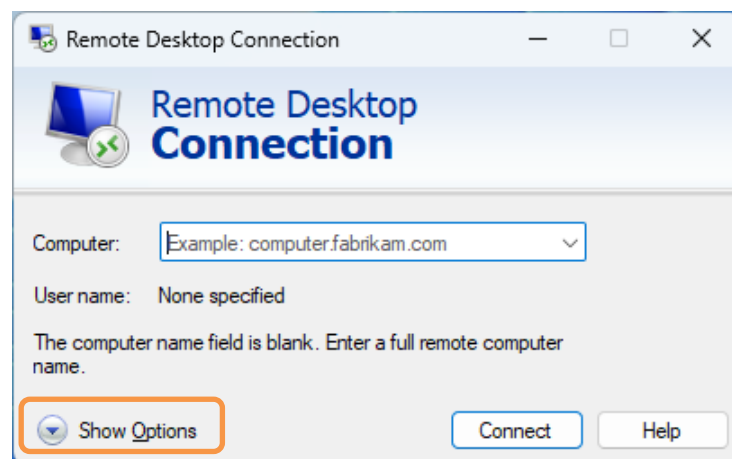 Remote Desktop Connection
Remote Desktop
Connection
Computer: Example: computer.fabrikam.com
User name: None specified
The computer name field is blank. Enter a full remote computer
name.
Show Options Connect Help